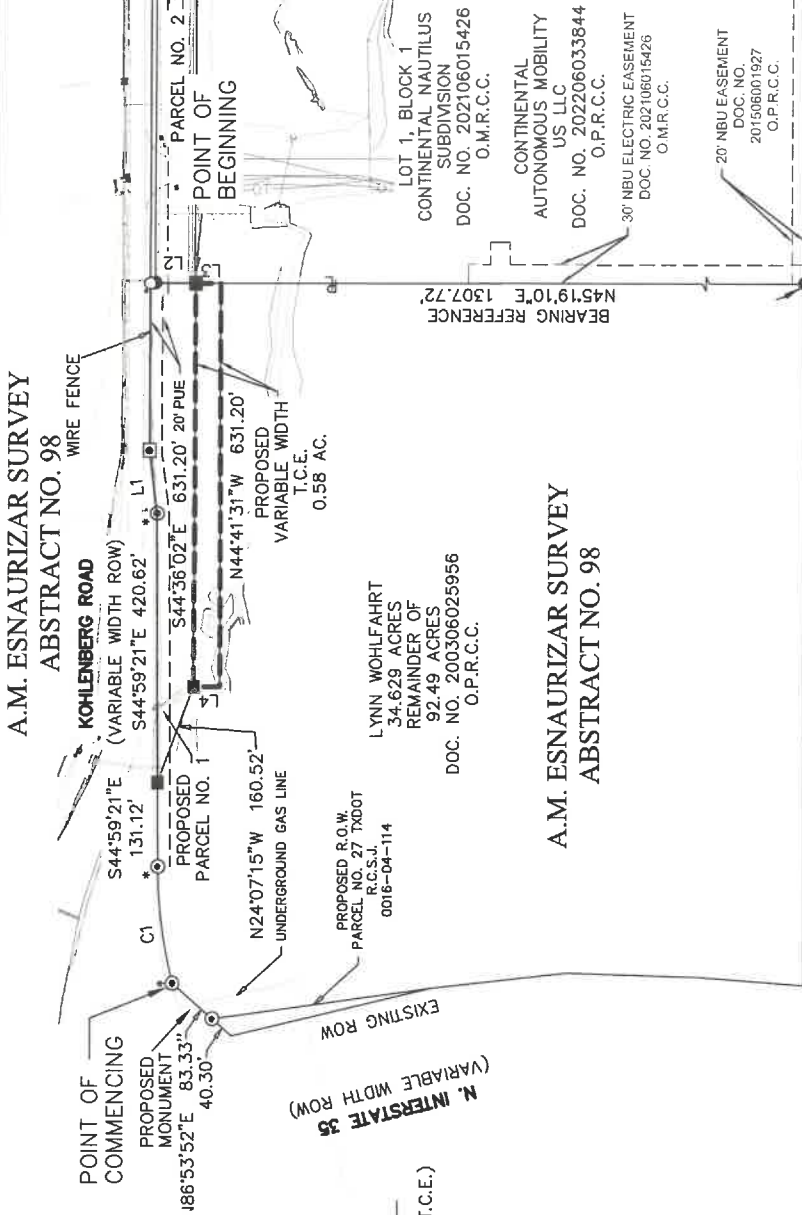 A.M. ESNAURIZAR SURVEY
ABSTRACT NO. 98
WIRE FENCE
PARCEL NO. 2
POINT OF
BEGINNING
KOHLENBERG ROAD
(VARIABLE WIDTH ROW)
S44°59'21"E 420.62'
L1
L2
L3
S44°59'21"E
131.12'
S44°36'02"E 631.20'
20' PUE
N44°41'31"W 631.20'
PROPOSED
VARIABLE WIDTH
T.C.E.
0.58 AC.
PROPOSED
PARCEL NO. 1
L4
C1
N24°07'15"W 160.52'
UNDERGROUND GAS LINE
POINT OF
COMMENCING
PROPOSED
MONUMENT
N86°53'52"E 83.33"
40.30'
PROPOSED R.O.W.
PARCEL NO. 27 TXDOT
R.C.S.J.
0016-04-114
EXISTING ROW
N. INTERSTATE 35
(VARIABLE WIDTH ROW)
T.C.E.)
LYNN WOHLFAHRT
34.629 ACRES
REMAINDER OF
92.49 ACRES
DOC. NO. 200306025956
O.P.R.C.C.
A.M. ESNAURIZAR SURVEY
ABSTRACT NO. 98
BEARING REFERENCE
N45°19'10"E 1307.72'
LOT 1, BLOCK 1
CONTINENTAL NAUTILUS
SUBDIVISION
DOC. NO. 202106015426
O.M.R.C.C.
CONTINENTAL
AUTONOMOUS MOBILITY
US LLC
DOC. NO. 202206033844
O.P.R.C.C.
30' NBU ELECTRIC EASEMENT
DOC. NO. 202106015426
O.M.R.C.C.
20' NBU EASEMENT
DOC. NO.
201506001927
O.P.R.C.C.